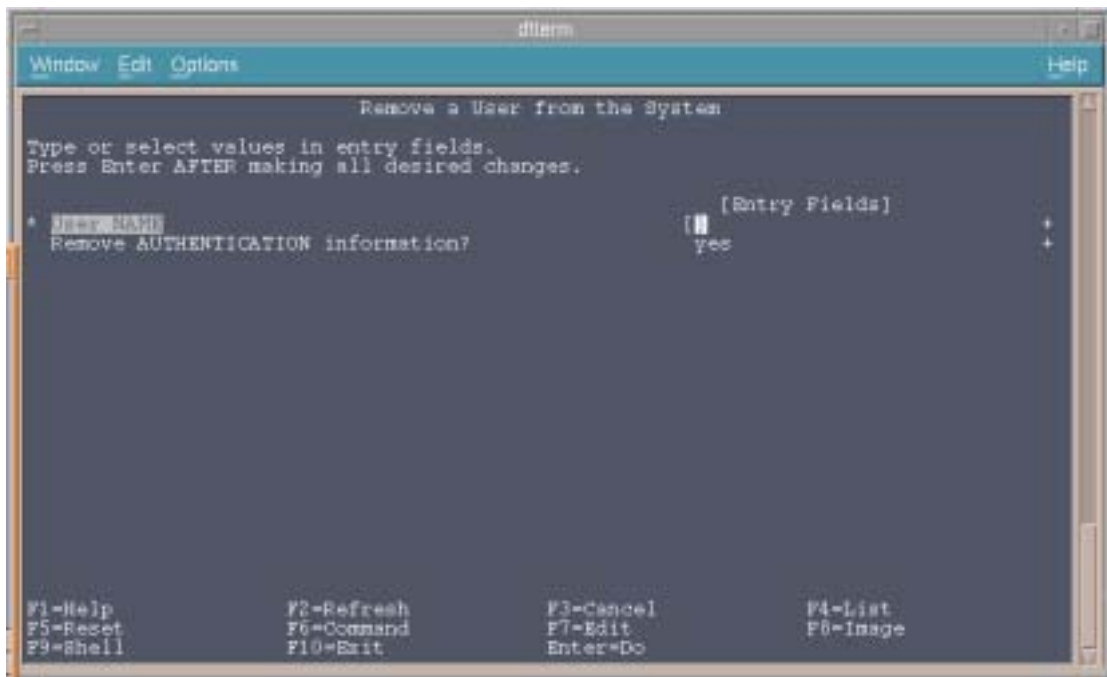 dtterm
Window Edit Options Help
Remove a User from the System
Type or select values in entry fields.
Press Enter AFTER making all desired changes.
[Entry Fields]
* User NAME [] +
Remove AUTHENTICATION information? yes +
F1=Help F2=Refresh F3=Cancel F4=List
F5=Reset F6=Command F7=Edit F8=Image
F9=Shell F10=Exit Enter=Do